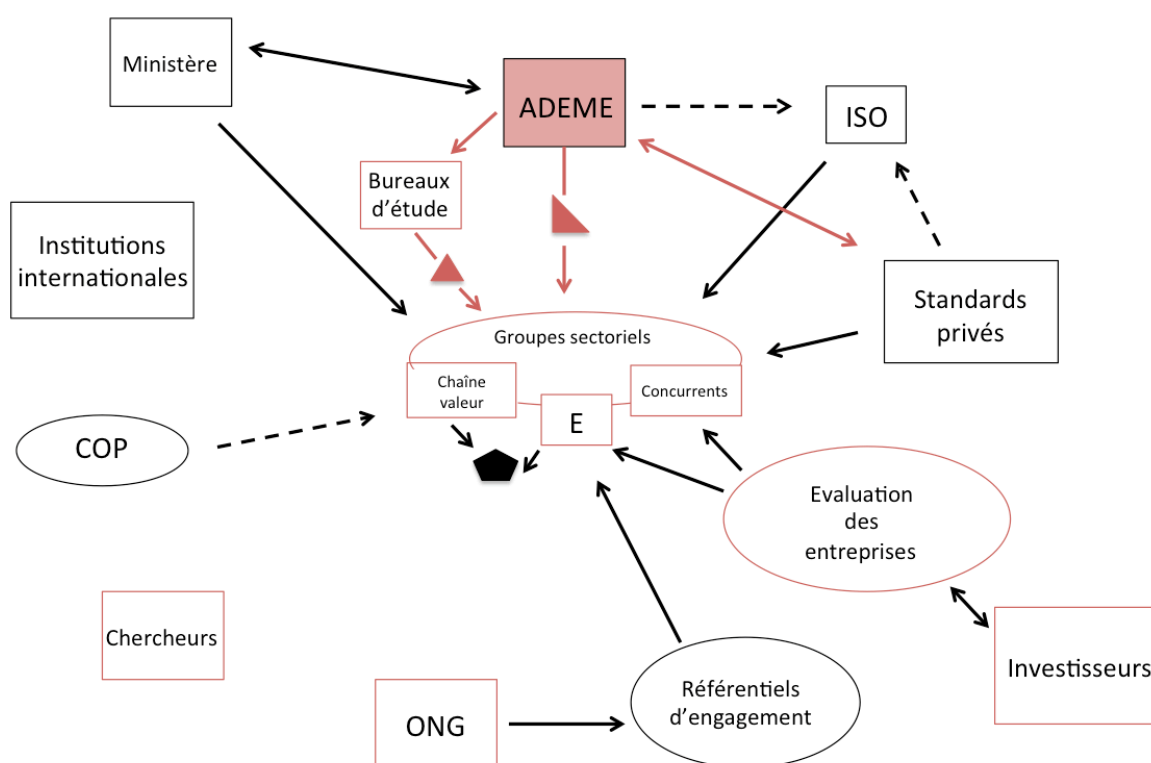 Ministère
ADEME
ISO
Bureaux
d’étude
Institutions
internationales
Standards
privés
Groupes sectoriels
Chaîne
valeur
Concurrents
E
COP
Evaluation
des
entreprises
Chercheurs
Investisseurs
Référentiels
d’engagement
ONG